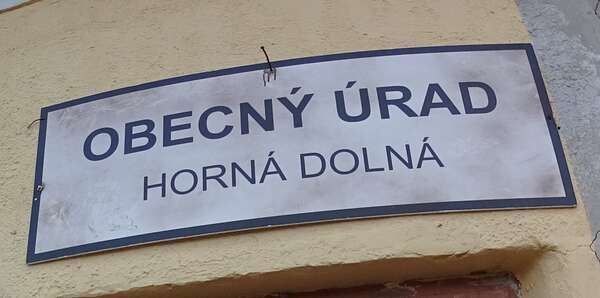 OBECNÝ ÚRAD
HORNÁ DOLNÁ